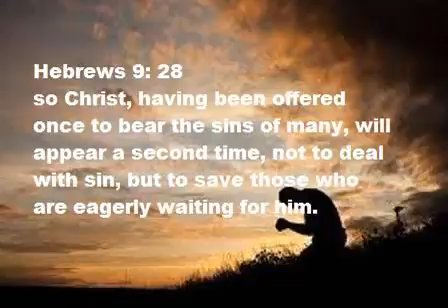 Hebrews 9: 28
so Christ, having been offered
once to bear the sins of many, will
appear a second time, not to deal
with sin, but to save those who
are eagerly waiting for him.